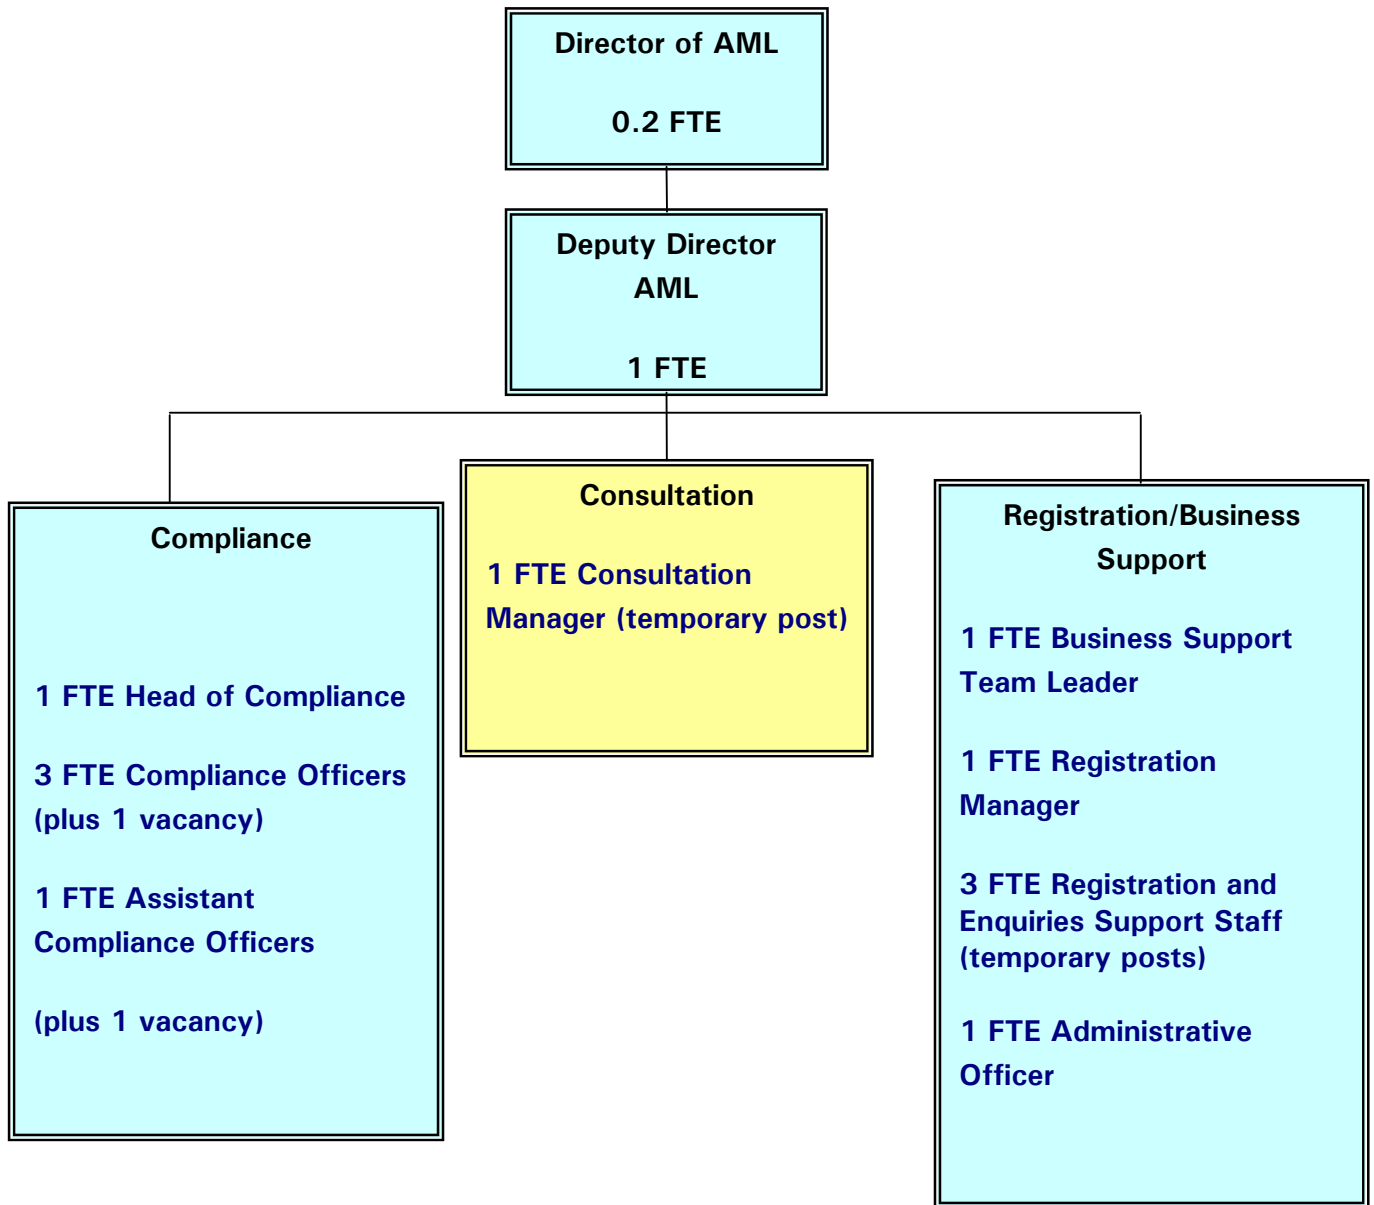 Director of AML
0.2 FTE
Deputy Director
AML
1 FTE
Compliance
1 FTE Head of Compliance
3 FTE Compliance Officers
(plus 1 vacancy)
1 FTE Assistant
Compliance Officers
(plus 1 vacancy)
Consultation
1 FTE Consultation
Manager (temporary post)
Registration/Business
Support
1 FTE Business Support
Team Leader
1 FTE Registration
Manager
3 FTE Registration and
Enquiries Support Staff
(temporary posts)
1 FTE Administrative
Officer